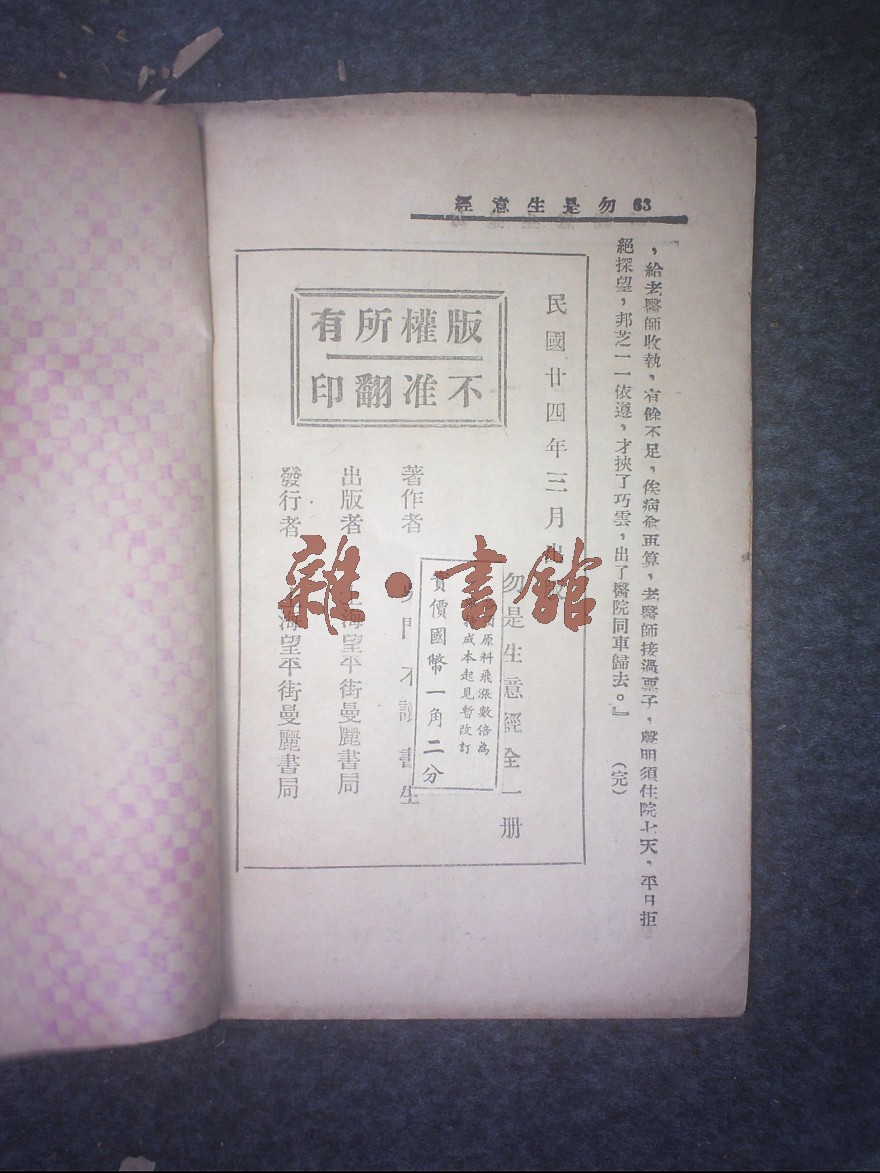 勿是生意經 63
，給老醫師收執，有餘不足，俟病愈再算，老醫師接過票子，聲明須住院七天，平日拒
絕探望，邦芝一一依遵，才挾了巧雲，出了醫院同車歸去。』 （完）
民國廿四年三月出
版權所有
不准翻印
勿是生意經全一册
原料飛漲數倍為
成本起見暫改訂
實價國幣一角二分
著作者 門不讀書生
出版者 海望平街曼麗書局
發行者 海望平街曼麗書局
雜·書館